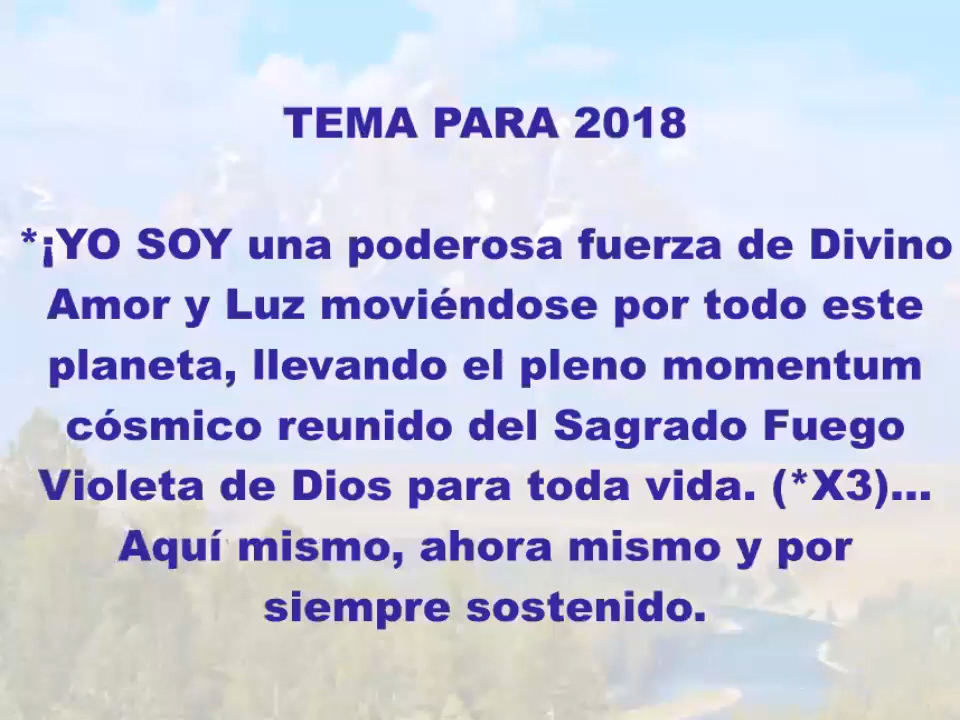 TEMA PARA 2018
*¡YO SOY una poderosa fuerza de Divino
Amor y Luz moviéndose por todo este
planeta, llevando el pleno momentum
cósmico reunido del Sagrado Fuego
Violeta de Dios para toda vida. (*X3)...
Aquí mismo, ahora mismo y por
siempre sostenido.